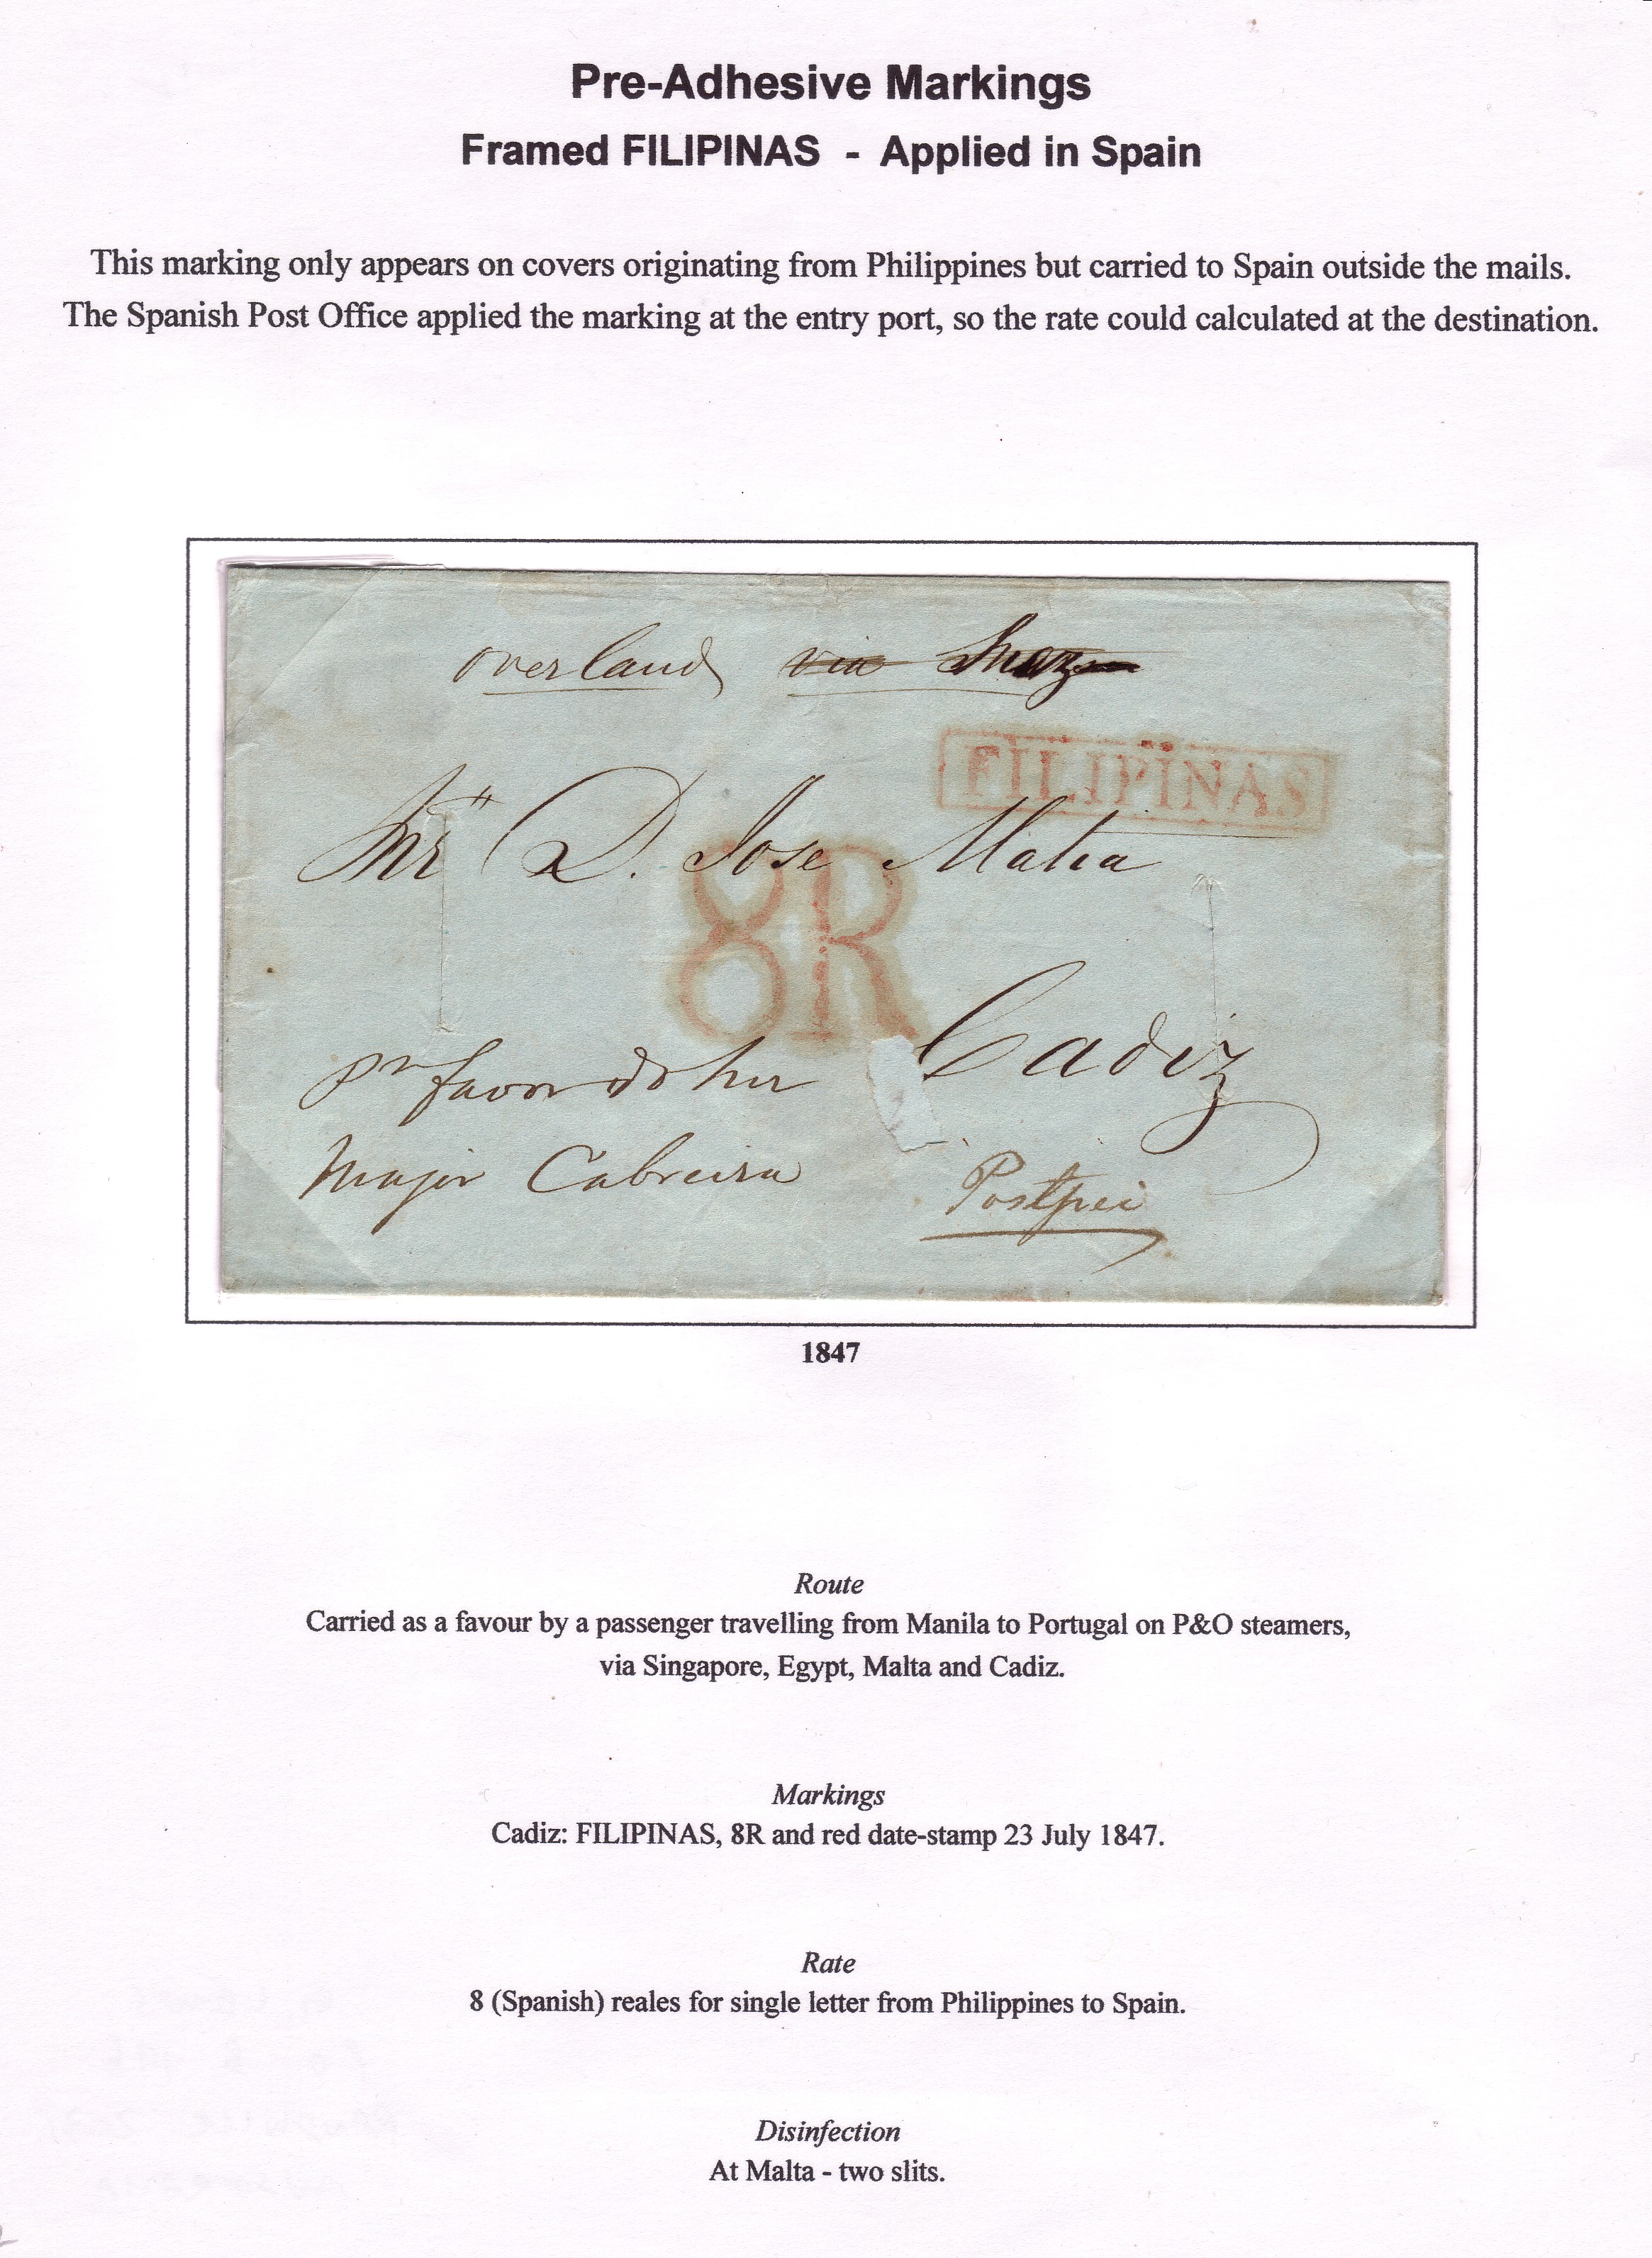 Pre-Adhesive Markings
Framed FILIPINAS - Applied in Spain
This marking only appears on covers originating from Philippines but carried to Spain outside the mails.
The Spanish Post Office applied the marking at the entry port, so the rate could calculated at the destination.
overland via
FILIPINAS
D. Jose Matia
8R
Cadiz
favor do
Major Cabreira
1847
Route
Carried as a favour by a passenger travelling from Manila to Portugal on P&O steamers,
via Singapore, Egypt, Malta and Cadiz.
Markings
Cadiz: FILIPINAS, 8R and red date-stamp 23 July 1847.
Rate
8 (Spanish) reales for single letter from Philippines to Spain.
Disinfection
At Malta - two slits.